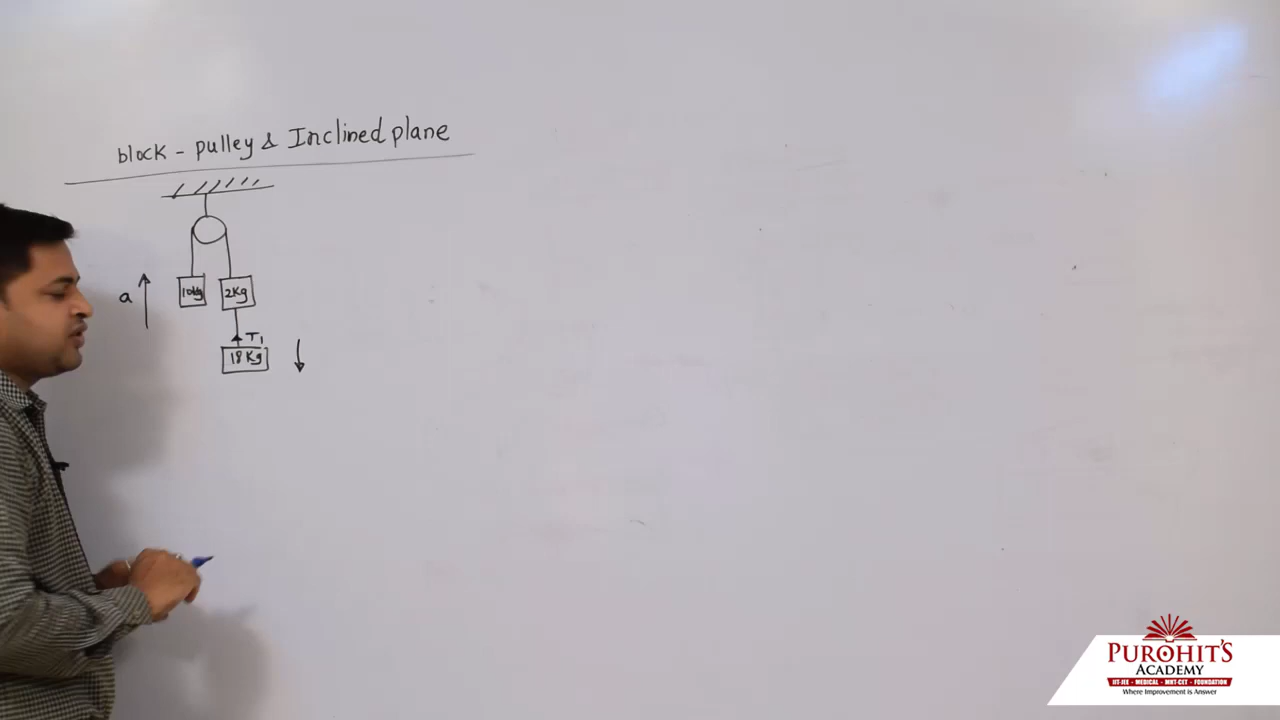 block - pulley & Inclined plane
a
10kg
2Kg
T1
18Kg
PUROHIT'S
ACADEMY
IIT-JEE - MEDICAL - MHT-CET - FOUNDATION
Where Improvement is Answer